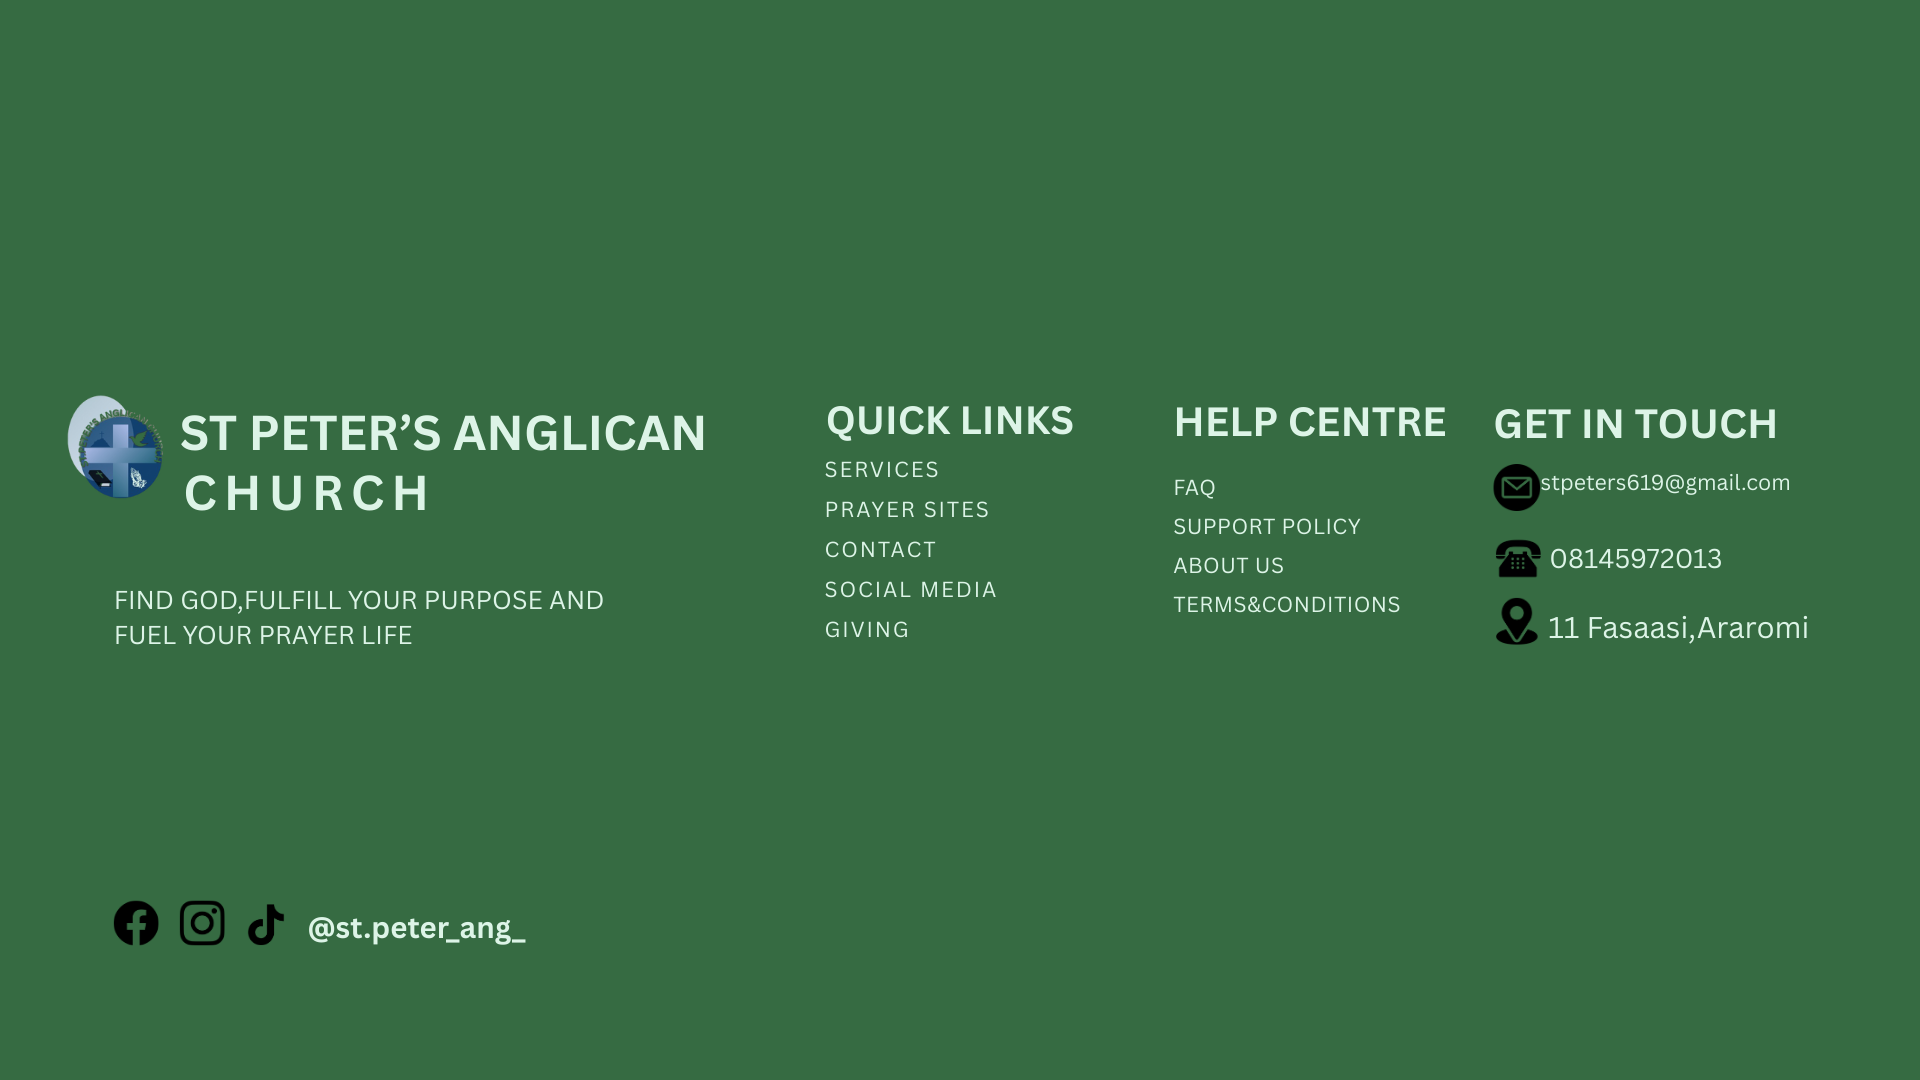 ST PETER’S ANGLICAN
CHURCH
FIND GOD,FULFILL YOUR PURPOSE AND
FUEL YOUR PRAYER LIFE
QUICK LINKS
SERVICES
PRAYER SITES
CONTACT
SOCIAL MEDIA
GIVING
HELP CENTRE
FAQ
SUPPORT POLICY
ABOUT US
TERMS&CONDITIONS
GET IN TOUCH
stpeters619@gmail.com
08145972013
11 Fasaasi,Araromi
@st.peter_ang_